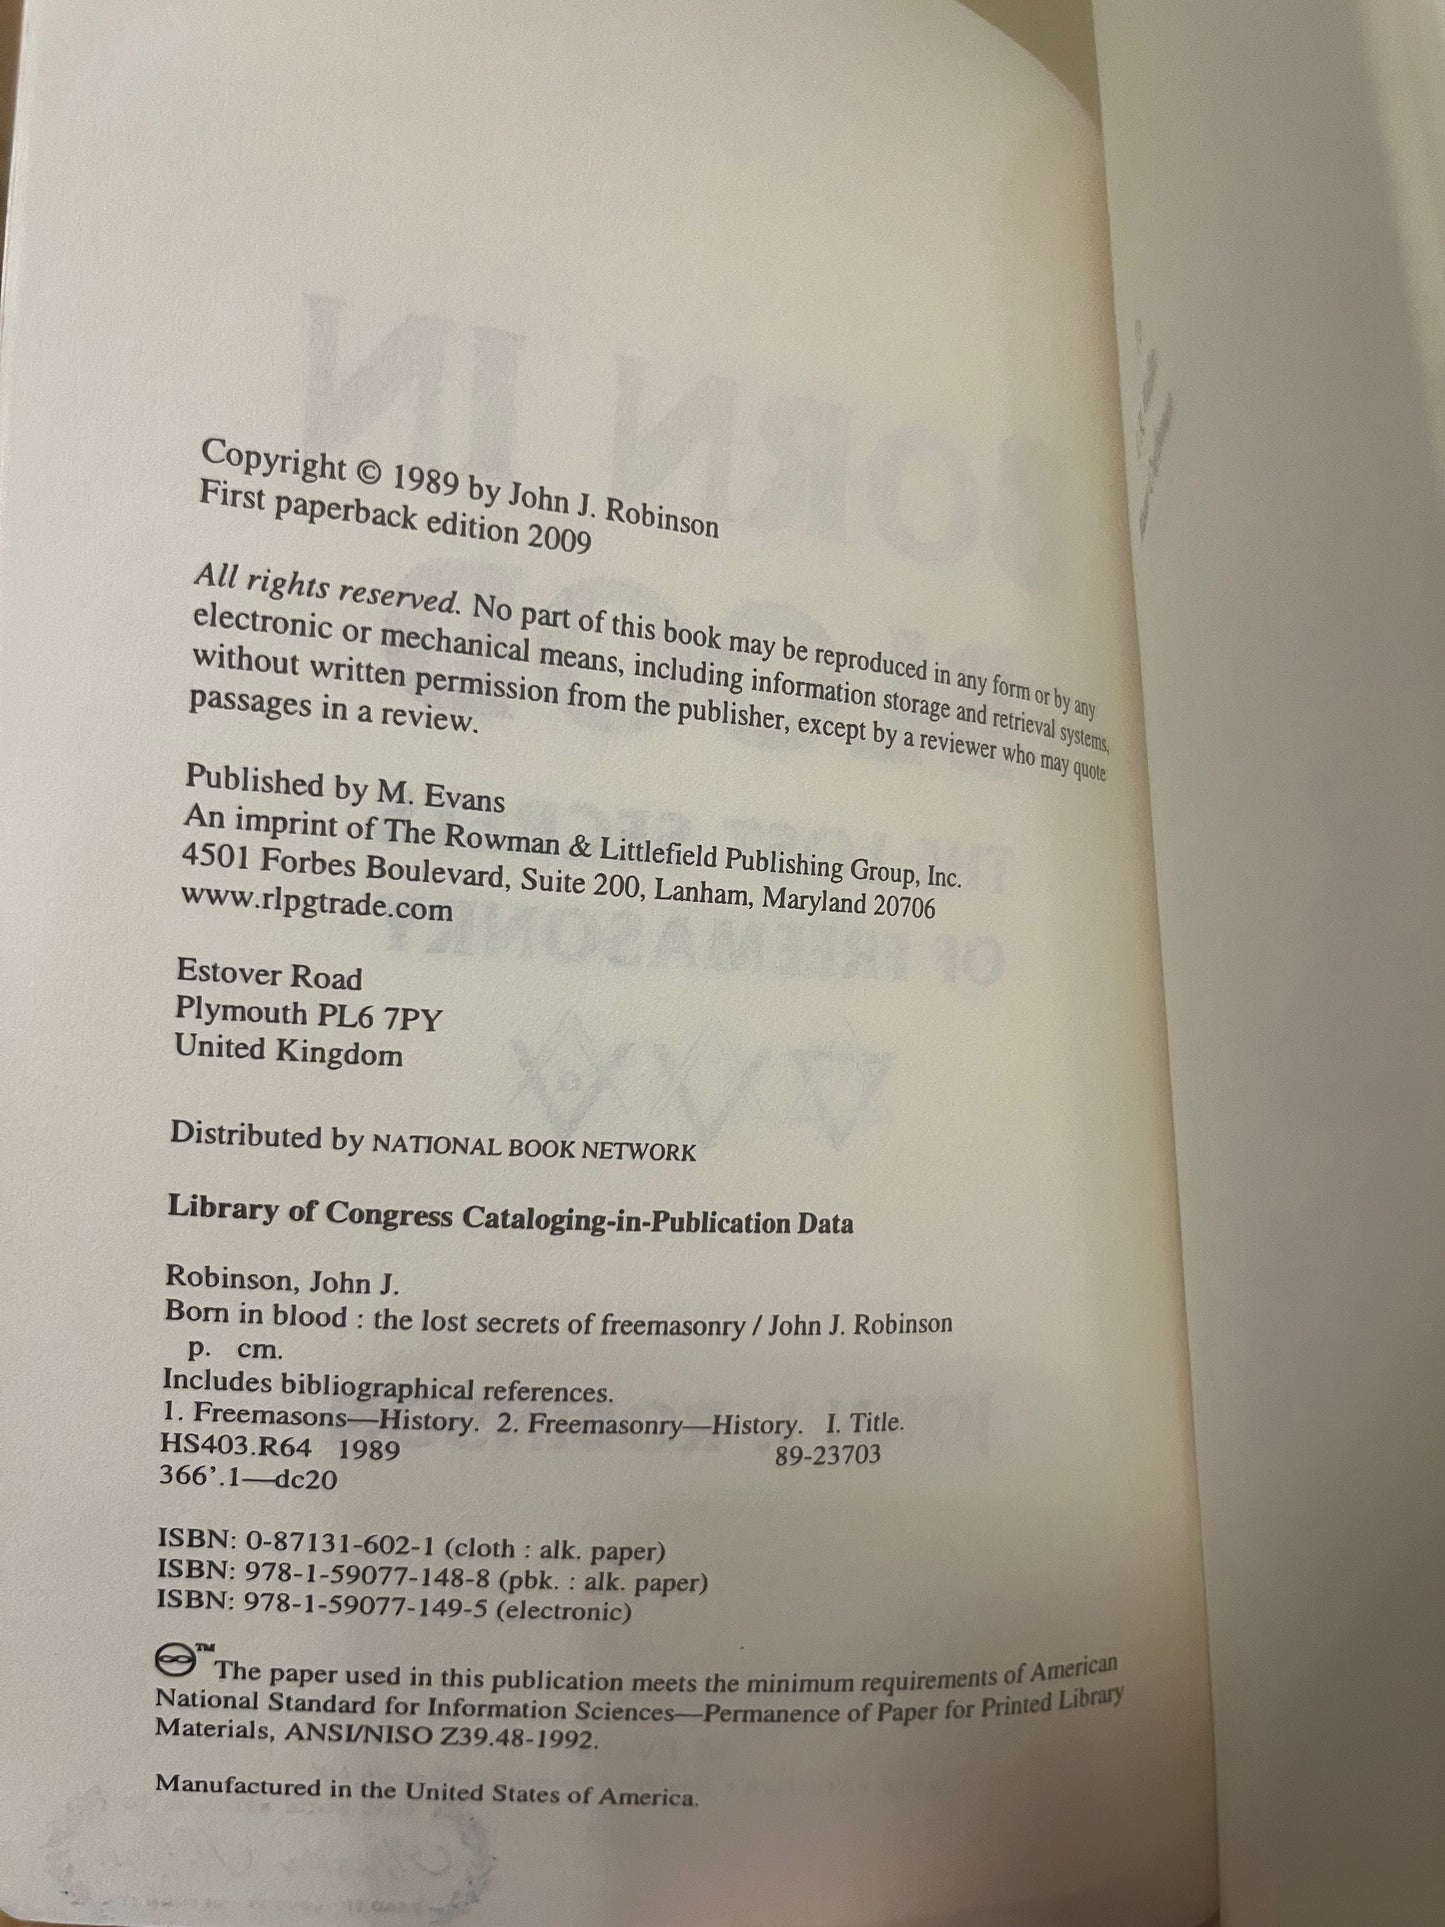 Copyright © 1989 by John J. Robinson
First paperback edition 2009
All rights reserved. No part of this book may be reproduced in any form or by any
electronic or mechanical means, including information storage and retrieval systems,
without written permission from the publisher, except by a reviewer who may quote
passages in a review.
Published by M. Evans
An imprint of The Rowman & Littlefield Publishing Group, Inc.
4501 Forbes Boulevard, Suite 200, Lanham, Maryland 20706
www.rlpgtrade.com
Estover Road
Plymouth PL6 7PY
United Kingdom
Distributed by NATIONAL BOOK NETWORK
Library of Congress Cataloging-in-Publication Data
Robinson, John J.
Born in blood : the lost secrets of freemasonry / John J. Robinson
p. cm.
Includes bibliographical references.
1. Freemasons—History. 2. Freemasonry—History. I. Title.
HS403.R64 1989 89-23703
366'.1—dc20
ISBN: 0-87131-602-1 (cloth : alk. paper)
ISBN: 978-1-59077-148-8 (pbk. : alk. paper)
ISBN: 978-1-59077-149-5 (electronic)
™ The paper used in this publication meets the minimum requirements of American
National Standard for Information Sciences—Permanence of Paper for Printed Library
Materials, ANSI/NISO Z39.48-1992.
Manufactured in the United States of America.